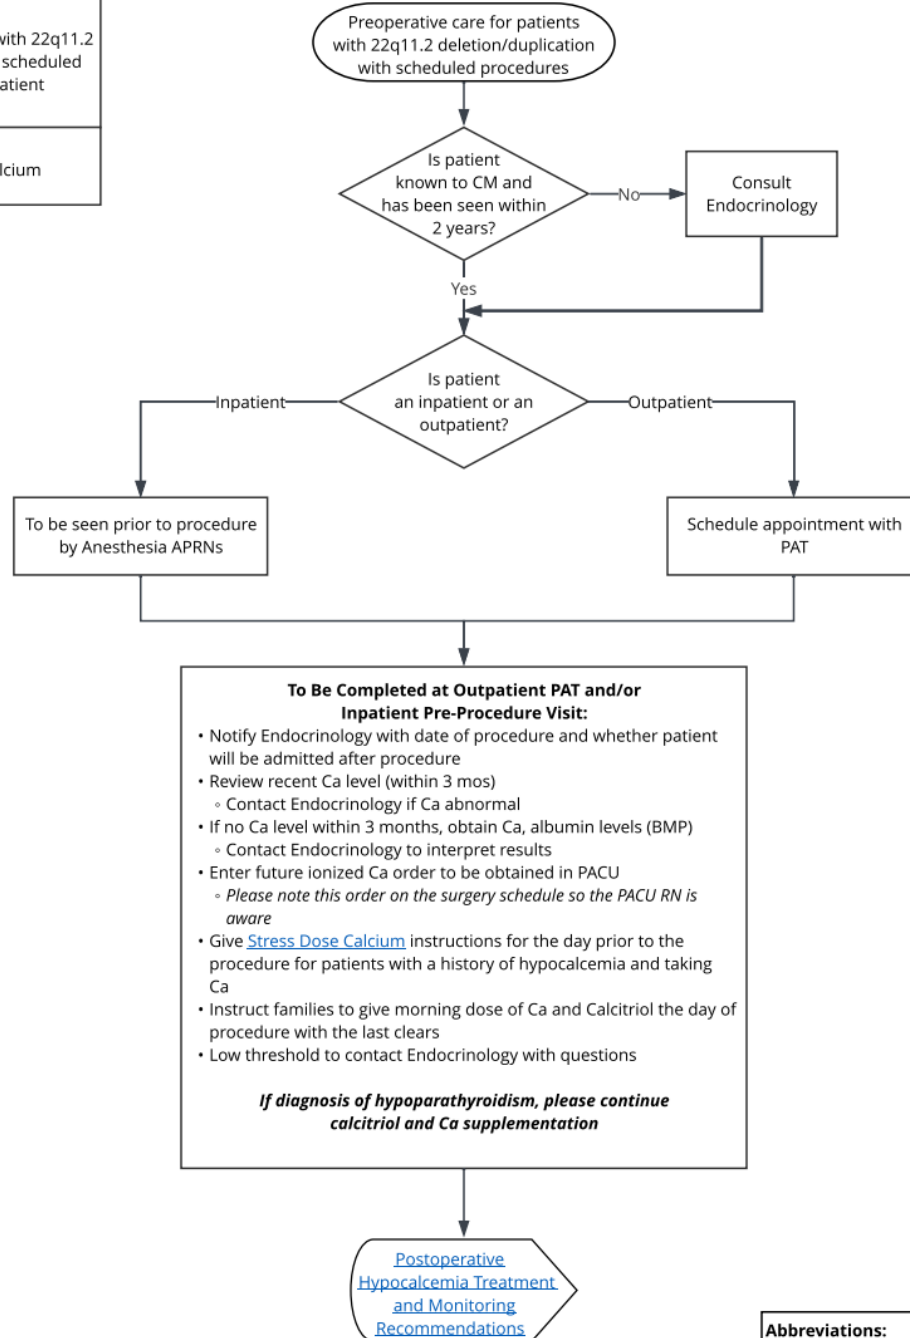 with 22q11.2
scheduled
atient
lcium
Preoperative care for patients
with 22q11.2 deletion/duplication
with scheduled procedures
Is patient
known to CM and
has been seen within
2 years?
No
Consult
Endocrinology
Yes
Is patient
an inpatient or an
outpatient?
Inpatient
Outpatient
To be seen prior to procedure
by Anesthesia APRNs
Schedule appointment with
PAT
To Be Completed at Outpatient PAT and/or
Inpatient Pre-Procedure Visit:
• Notify Endocrinology with date of procedure and whether patient
will be admitted after procedure
• Review recent Ca level (within 3 mos)
◦ Contact Endocrinology if Ca abnormal
• If no Ca level within 3 months, obtain Ca, albumin levels (BMP)
◦ Contact Endocrinology to interpret results
• Enter future ionized Ca order to be obtained in PACU
◦ Please note this order on the surgery schedule so the PACU RN is
aware
• Give Stress Dose Calcium instructions for the day prior to the
procedure for patients with a history of hypocalcemia and taking
Ca
• Instruct families to give morning dose of Ca and Calcitriol the day of
procedure with the last clears
• Low threshold to contact Endocrinology with questions
If diagnosis of hypoparathyroidism, please continue
calcitriol and Ca supplementation
Postoperative
Hypocalcemia Treatment
and Monitoring
Recommendations
Abbreviations: